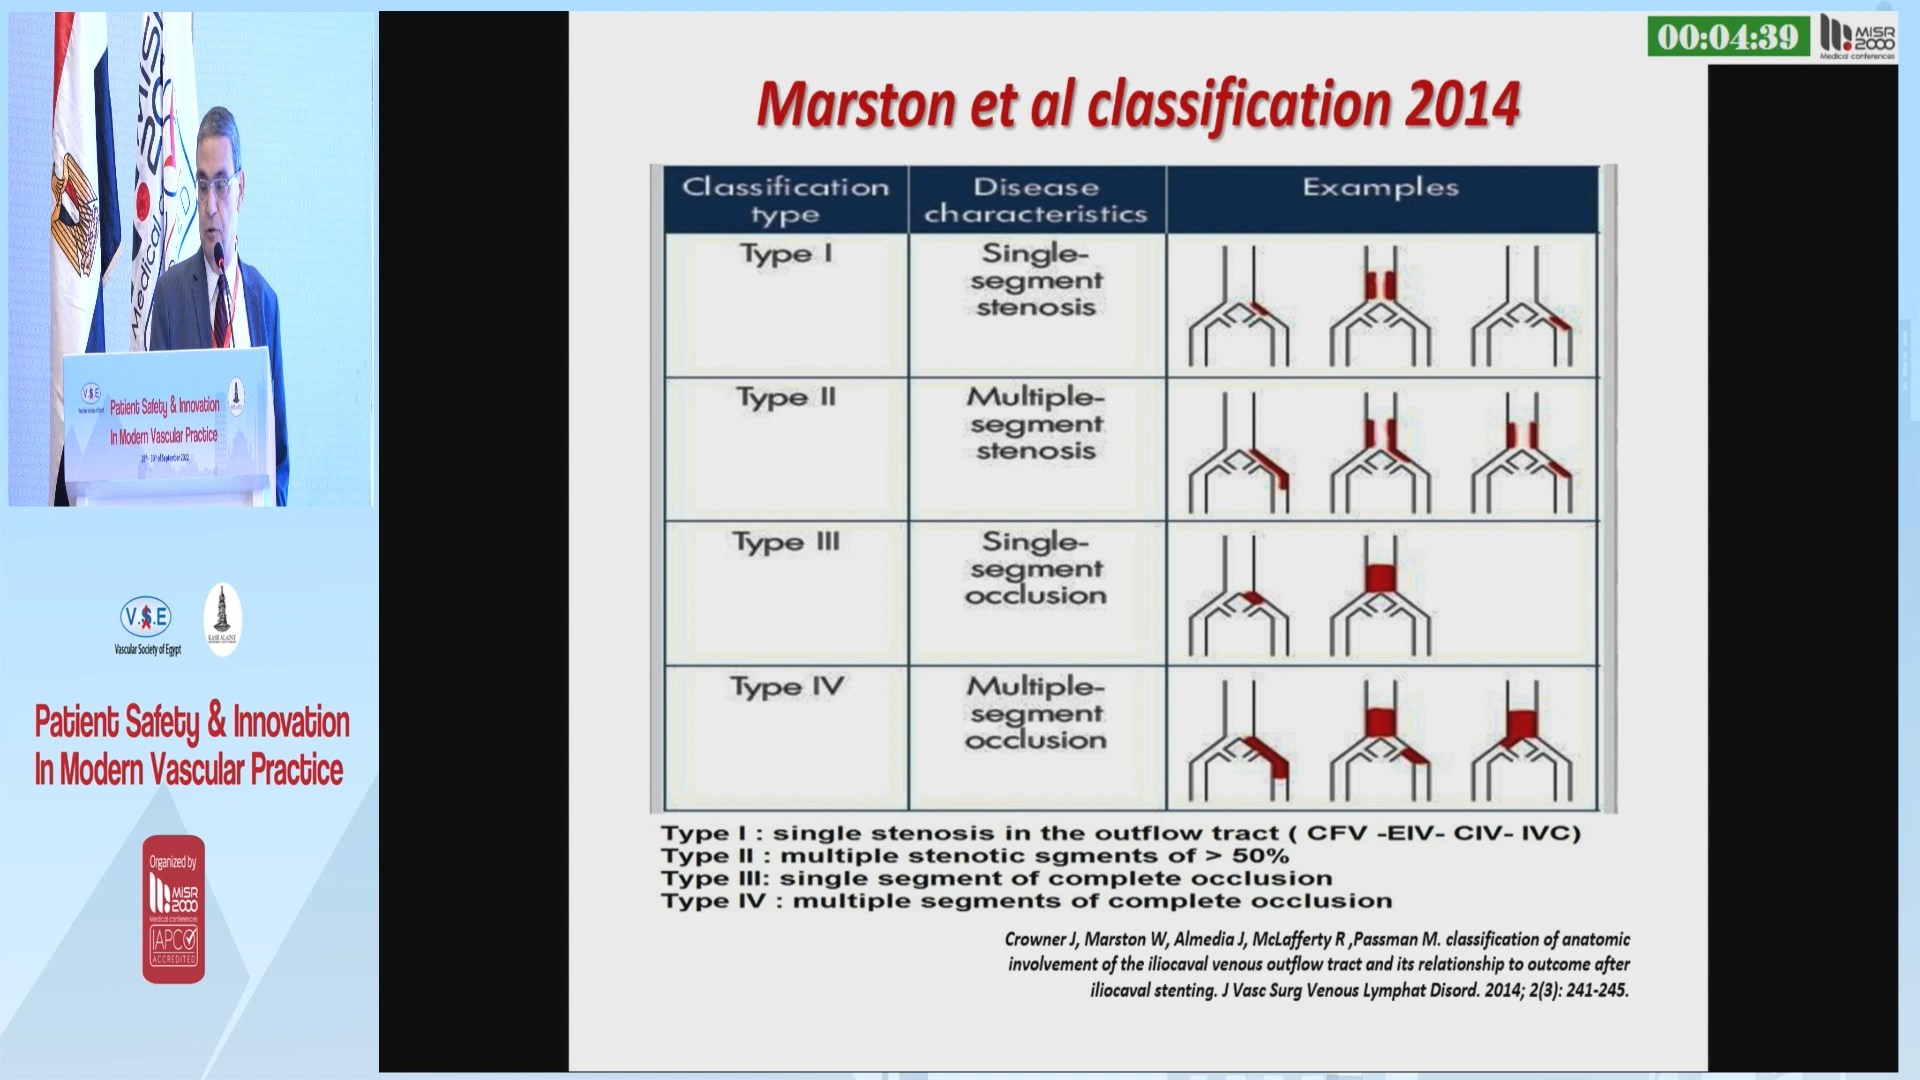 00:04:39
MISR
2000
Medical conferences
Marston et al classification 2014
Classification
type
Disease
characteristics
Examples
Type I
Single-
segment
stenosis
Type II
Multiple-
segment
stenosis
Type III
Single-
segment
occlusion
Type IV
Multiple-
segment
occlusion
Type I : single stenosis in the outflow tract ( CFV -EIV- CIV- IVC)
Type II : multiple stenotic sgments of > 50%
Type III: single segment of complete occlusion
Type IV : multiple segments of complete occlusion
Crowner J, Marston W, Almedia J, McLafferty R ,Passman M. classification of anatomic
involvement of the iliocaval venous outflow tract and its relationship to outcome after
iliocaval stenting. J Vasc Surg Venous Lymphat Disord. 2014; 2(3): 241-245.
Medical
V.S.E
Patient Safety & Innovation
In Modern Vascular Practice
V.S.E
Vascular Society of Egypt
KASR ALAINY
Patient Safety & Innovation
In Modern Vascular Practice
Organized by
MISR
2000
Medical conferences
IAPCO
ACCREDITED